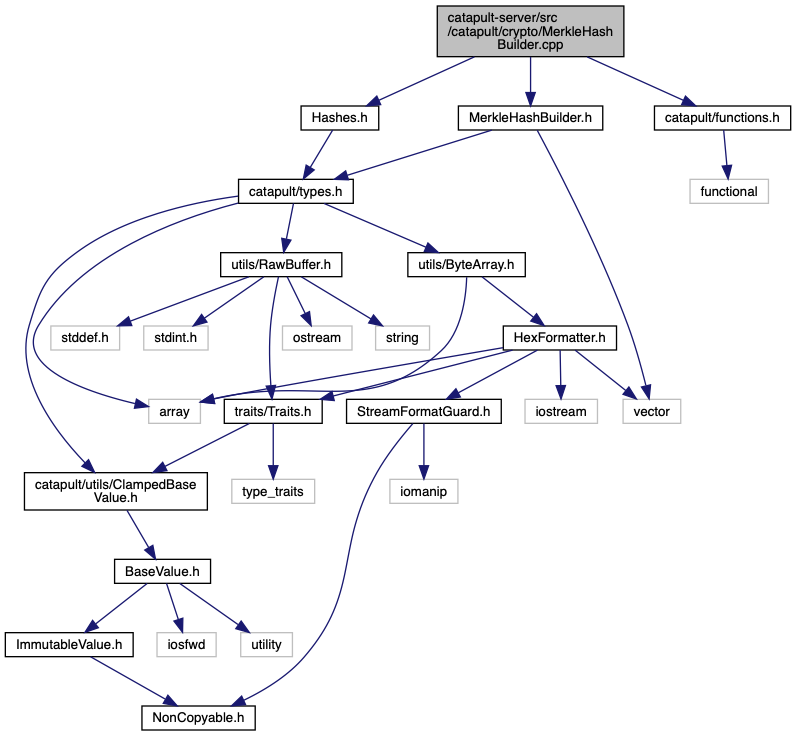 catapult-server/src
/catapult/crypto/MerkleHash
Builder.cpp
Hashes.h
MerkleHashBuilder.h
catapult/functions.h
catapult/types.h
functional
utils/RawBuffer.h
utils/ByteArray.h
stddef.h
stdint.h
ostream
string
HexFormatter.h
array
traits/Traits.h
StreamFormatGuard.h
iostream
vector
catapult/utils/ClampedBase
Value.h
type_traits
iomanip
BaseValue.h
ImmutableValue.h
iosfwd
utility
NonCopyable.h